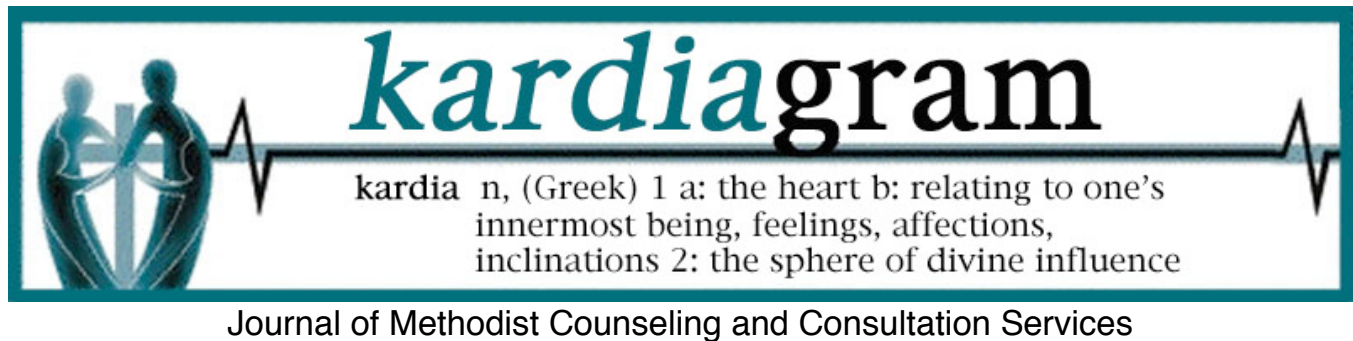 kardiagram
kardia n, (Greek) 1 a: the heart b: relating to one's
innermost being, feelings, affections,
inclinations 2: the sphere of divine influence
Journal of Methodist Counseling and Consultation Services